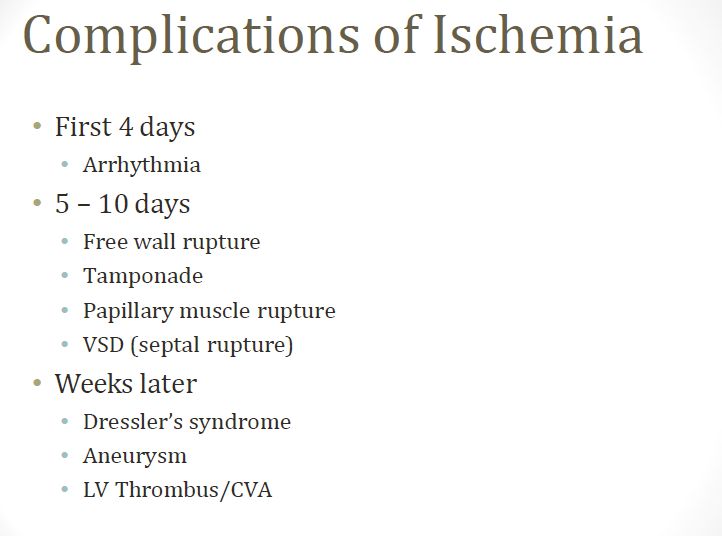 Complications of Ischemia
• First 4 days
• Arrhythmia
• 5 – 10 days
• Free wall rupture
• Tamponade
• Papillary muscle rupture
• VSD (septal rupture)
• Weeks later
• Dressler’s syndrome
• Aneurysm
• LV Thrombus/CVA